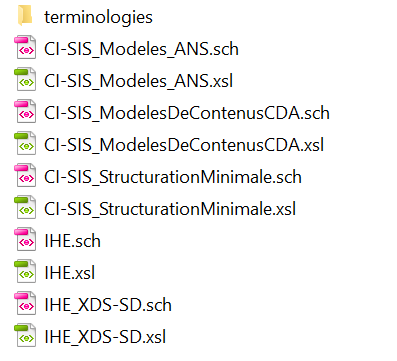 terminologies
CI-SIS_Modeles_ANS.sch
CI-SIS_Modeles_ANS.xsl
CI-SIS_ModelesDeContenusCDA.sch
CI-SIS_ModelesDeContenusCDA.xsl
CI-SIS_StructurationMinimale.sch
CI-SIS_StructurationMinimale.xsl
IHE.sch
IHE.xsl
IHE_XDS-SD.sch
IHE_XDS-SD.xsl